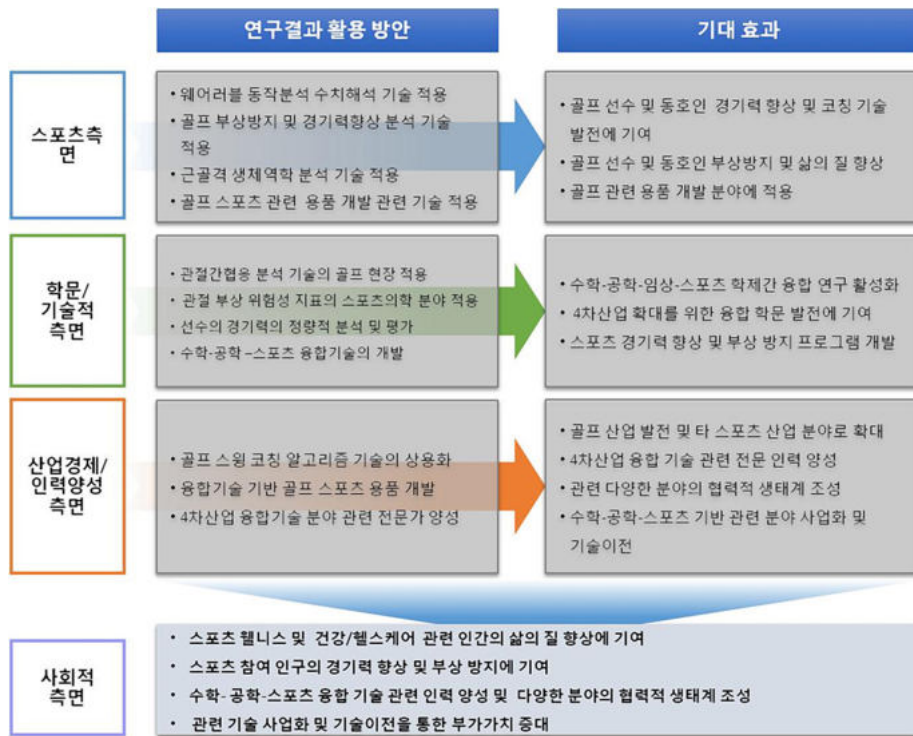 연구결과 활용 방안
기대 효과
스포츠측
면
• 웨어러블 동작분석 수치해석 기술 적용
• 골프 부상방지 및 경기력향상 분석 기술
적용
• 근골격 생체역학 분석 기술 적용
• 골프 스포츠 관련 용품 개발 관련 기술 적용
• 골프 선수 및 동호인 경기력 향상 및 코칭 기술
발전에 기여
• 골프 선수 및 동호인 부상방지 및 삶의 질 향상
• 골프 관련 용품 개발 분야에 적용
학문/
기술적
측면
• 관절간협응 분석 기술의 골프 현장 적용
• 관절 부상 위험성 지표의 스포츠의학 분야 적용
• 선수의 경기력의 정량적 분석 및 평가
• 수학-공학 –스포츠 융합기술의 개발
• 수학-공학-임상-스포츠 학제간 융합 연구 활성화
• 4차산업 확대를 위한 융합 학문 발전에 기여
• 스포츠 경기력 향상 및 부상 방지 프로그램 개발
산업경제/
인력양성
측면
• 골프 스윙 코칭 알고리즘 기술의 상용화
• 융합기술 기반 골프 스포츠 용품 개발
• 4차산업 융합기술 분야 관련 전문가 양성
• 골프 산업 발전 및 타 스포츠 산업 분야로 확대
• 4차산업 융합 기술 관련 전문 인력 양성
• 관련 다양한 분야의 협력적 생태계 조성
• 수학-공학-스포츠 기반 관련 분야 사업화 및
기술이전
사회적
측면
• 스포츠 웰니스 및 건강/헬스케어 관련 인간의 삶의 질 향상에 기여
• 스포츠 참여 인구의 경기력 향상 및 부상 방지에 기여
• 수학- 공학-스포츠 융합 기술 관련 인력 양성 및 다양한 분야의 협력적 생태계 조성
• 관련 기술 사업화 및 기술이전을 통한 부가가치 증대